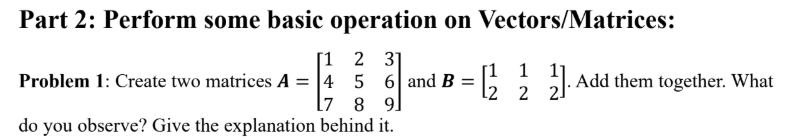 Part 2: Perform some basic operation on Vectors/Matrices:
Problem 1: Create two matrices A = [1 2 3; 4 5 6; 7 8 9] and B = [1 1 1; 2 2 2]. Add them together. What
do you observe? Give the explanation behind it.